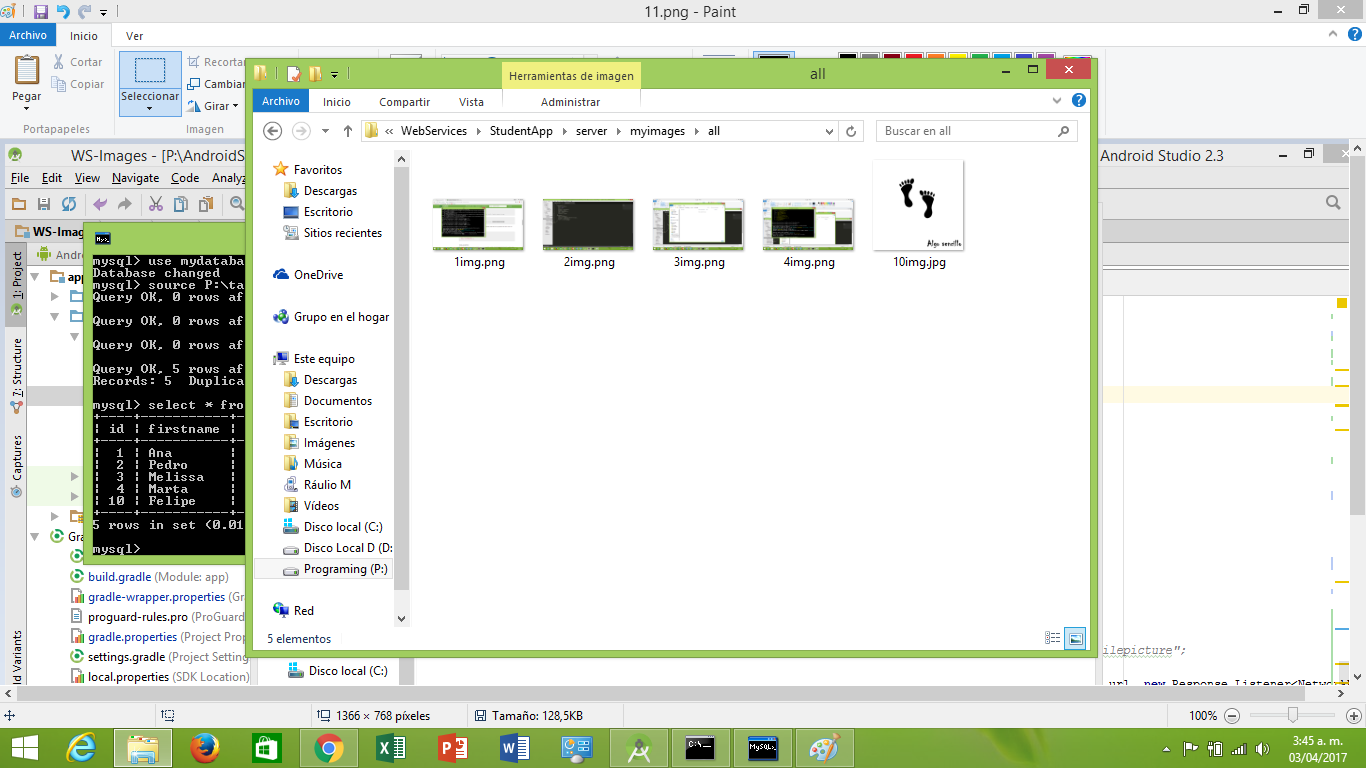 11.png - Paint
Archivo Inicio Ver
Pegar
Cortar
Copiar
Portapapeles
Seleccionar
Recortar
Cambiar
Girar
Imagen
Herramientas de imagen
all
Archivo Inicio Compartir Vista Administrar
« WebServices StudentApp server myimages all
Buscar en all
Favoritos
Descargas
Escritorio
Sitios recientes
OneDrive
Grupo en el hogar
Este equipo
Descargas
Documentos
Escritorio
Imágenes
Música
Ráulio M
Vídeos
Disco local (C:)
Disco Local D (D:
Programing (P:)
Red
1img.png
2img.png
3img.png
4img.png
Algo sencillo
10img.jpg
5 elementos
Disco local (C:)
WS-Images - [P:\AndroidS
Android Studio 2.3
File Edit View Navigate Code Analyz
WS-Imag
1: Project
7: Structure
Captures
ld Variants
Andro
app
mysql> use mydataba
Database changed
mysql> source P:\ta
Query OK, 0 rows af
Query OK, 0 rows af
Query OK, 0 rows af
Query OK, 5 rows af
Records: 5 Duplica
mysql> select * fro
| id | firstname |
| 1 | Ana |
| 2 | Pedro |
| 3 | Melissa |
| 4 | Marta |
| 10 | Felipe |
5 rows in set (0.01
mysql>
Gra
build.gradle (Module: app)
gradle-wrapper.properties (Gra
proguard-rules.pro (ProGuard
gradle.properties (Project Prop
settings.gradle (Project Setting
local.properties (SDK Location)
ilepicture";
url, new Response.Listener<Network
1366 × 768 píxeles
Tamaño: 128,5KB
100%
3:45 a. m.
03/04/2017